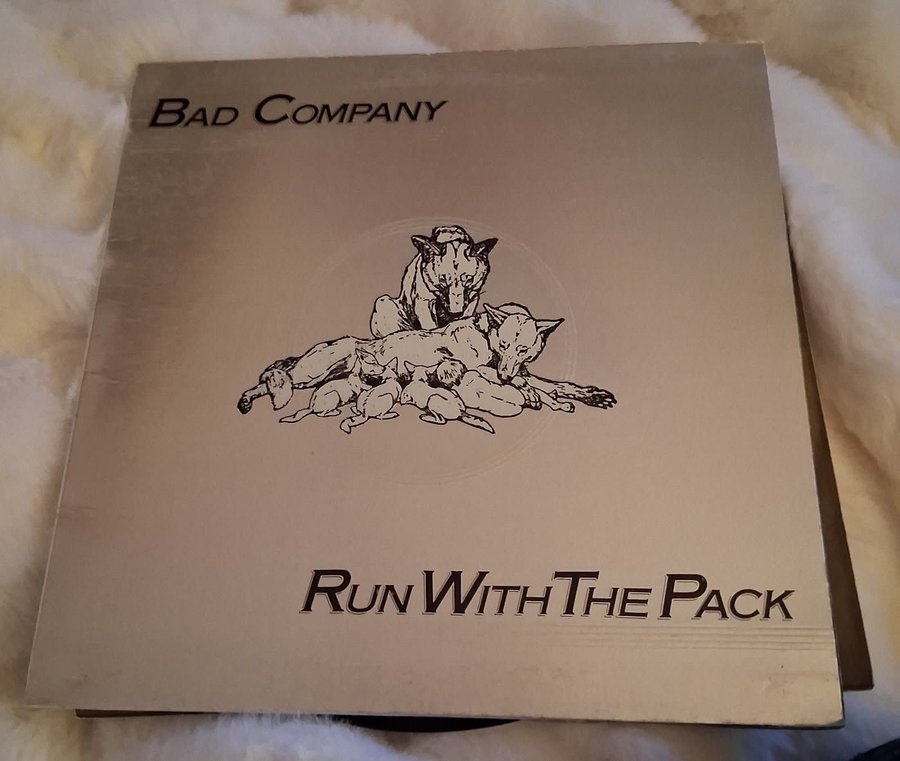 Bad Company
Run With The Pack